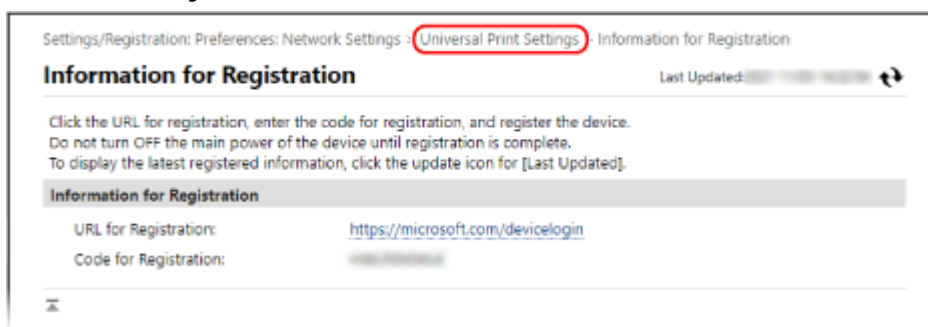 Settings/Registration: Preferences: Network Settings > Universal Print Settings > Information for Registration
Information for Registration
Last Updated:
Click the URL for registration, enter the code for registration, and register the device.
Do not turn OFF the main power of the device until registration is complete.
To display the latest registered information, click the update icon for [Last Updated].
Information for Registration
URL for Registration: https://microsoft.com/devicelogin
Code for Registration: